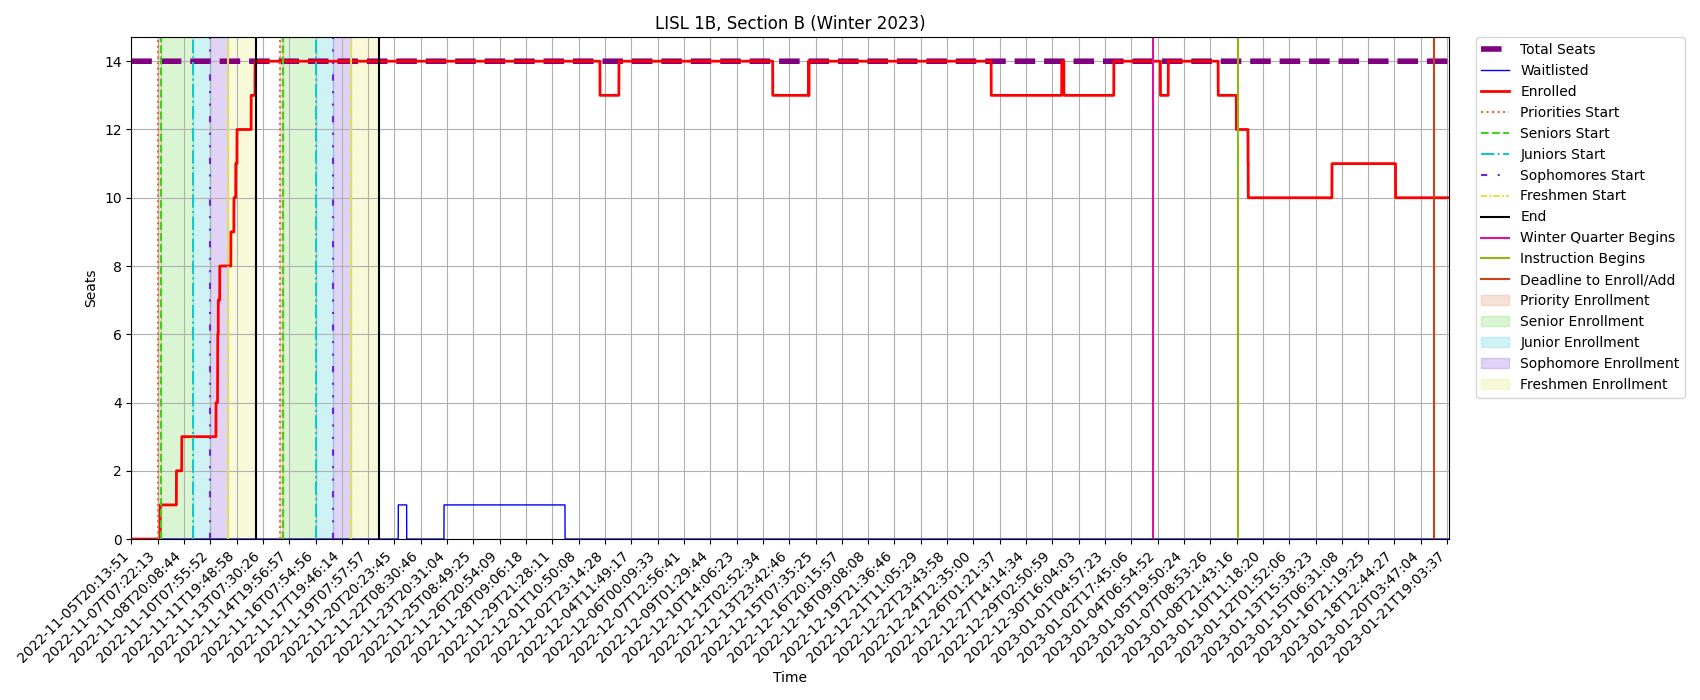 LISL 1B, Section B (Winter 2023)
Seats
14
12
10
8
6
4
2
0
2022-11-05T20:13:51
2022-11-07T07:22:13
2022-11-08T20:08:44
2022-11-10T07:55:52
2022-11-11T19:48:58
2022-11-13T07:30:26
2022-11-14T19:56:57
2022-11-16T07:54:56
2022-11-17T19:46:14
2022-11-19T07:57:57
2022-11-20T20:23:45
2022-11-22T08:30:46
2022-11-23T20:31:04
2022-11-25T08:49:25
2022-11-26T20:54:09
2022-11-28T09:06:18
2022-11-29T21:28:11
2022-12-01T10:50:08
2022-12-02T23:14:28
2022-12-04T11:49:17
2022-12-06T00:09:33
2022-12-07T12:56:41
2022-12-09T01:29:44
2022-12-10T14:06:23
2022-12-12T02:52:34
2022-12-13T23:42:46
2022-12-15T07:35:25
2022-12-16T20:15:57
2022-12-18T09:08:08
2022-12-19T21:36:46
2022-12-21T11:05:29
2022-12-22T23:43:58
2022-12-24T12:35:00
2022-12-26T01:21:37
2022-12-27T14:14:34
2022-12-29T02:50:59
2022-12-30T16:04:03
2023-01-01T04:57:23
2023-01-02T17:45:06
2023-01-04T06:54:52
2023-01-05T19:50:24
2023-01-07T08:53:26
2023-01-08T21:43:16
2023-01-10T11:18:20
2023-01-12T01:52:06
2023-01-13T15:33:23
2023-01-15T06:31:08
2023-01-16T21:19:25
2023-01-18T12:44:27
2023-01-20T03:47:04
2023-01-21T19:03:37
Time
Total Seats
Waitlisted
Enrolled
Priorities Start
Seniors Start
Juniors Start
Sophomores Start
Freshmen Start
End
Winter Quarter Begins
Instruction Begins
Deadline to Enroll/Add
Priority Enrollment
Senior Enrollment
Junior Enrollment
Sophomore Enrollment
Freshmen Enrollment